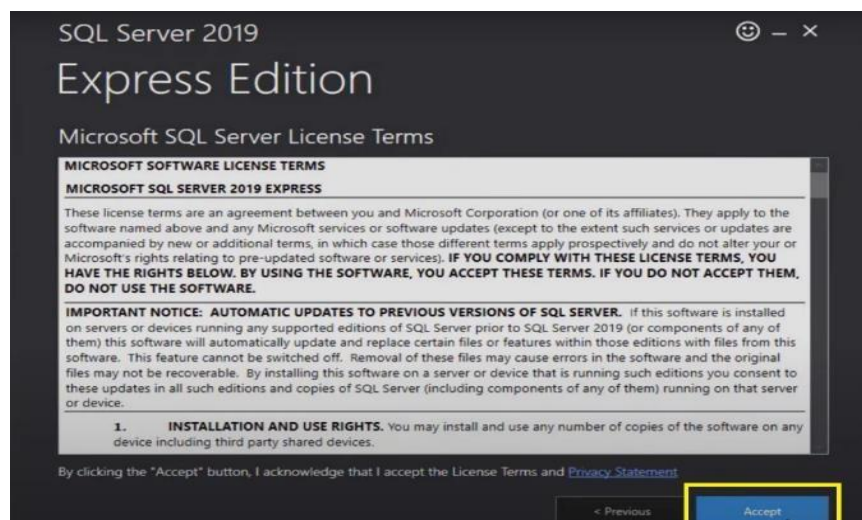 SQL Server 2019
Express Edition
Microsoft SQL Server License Terms
MICROSOFT SOFTWARE LICENSE TERMS
MICROSOFT SQL SERVER 2019 EXPRESS
These license terms are an agreement between you and Microsoft Corporation (or one of its affiliates). They apply to the
software named above and any Microsoft services or software updates (except to the extent such services or updates are
accompanied by new or additional terms, in which case those different terms apply prospectively and do not alter your or
Microsoft's rights relating to pre-updated software or services). IF YOU COMPLY WITH THESE LICENSE TERMS, YOU
HAVE THE RIGHTS BELOW. BY USING THE SOFTWARE, YOU ACCEPT THESE TERMS. IF YOU DO NOT ACCEPT THEM,
DO NOT USE THE SOFTWARE.
IMPORTANT NOTICE: AUTOMATIC UPDATES TO PREVIOUS VERSIONS OF SQL SERVER. If this software is installed
on servers or devices running any supported editions of SQL Server prior to SQL Server 2019 (or components of any of
them) this software will automatically update and replace certain files or features within those editions with files from this
software. This feature cannot be switched off. Removal of these files may cause errors in the software and the original
files may not be recoverable. By installing this software on a server or device that is running such editions you consent to
these updates in all such editions and copies of SQL Server (including components of any of them) running on that server
or device.
1. INSTALLATION AND USE RIGHTS. You may install and use any number of copies of the software on any
device including third party shared devices.
By clicking the "Accept" button, I acknowledge that I accept the License Terms and Privacy Statement
< Previous
Accept